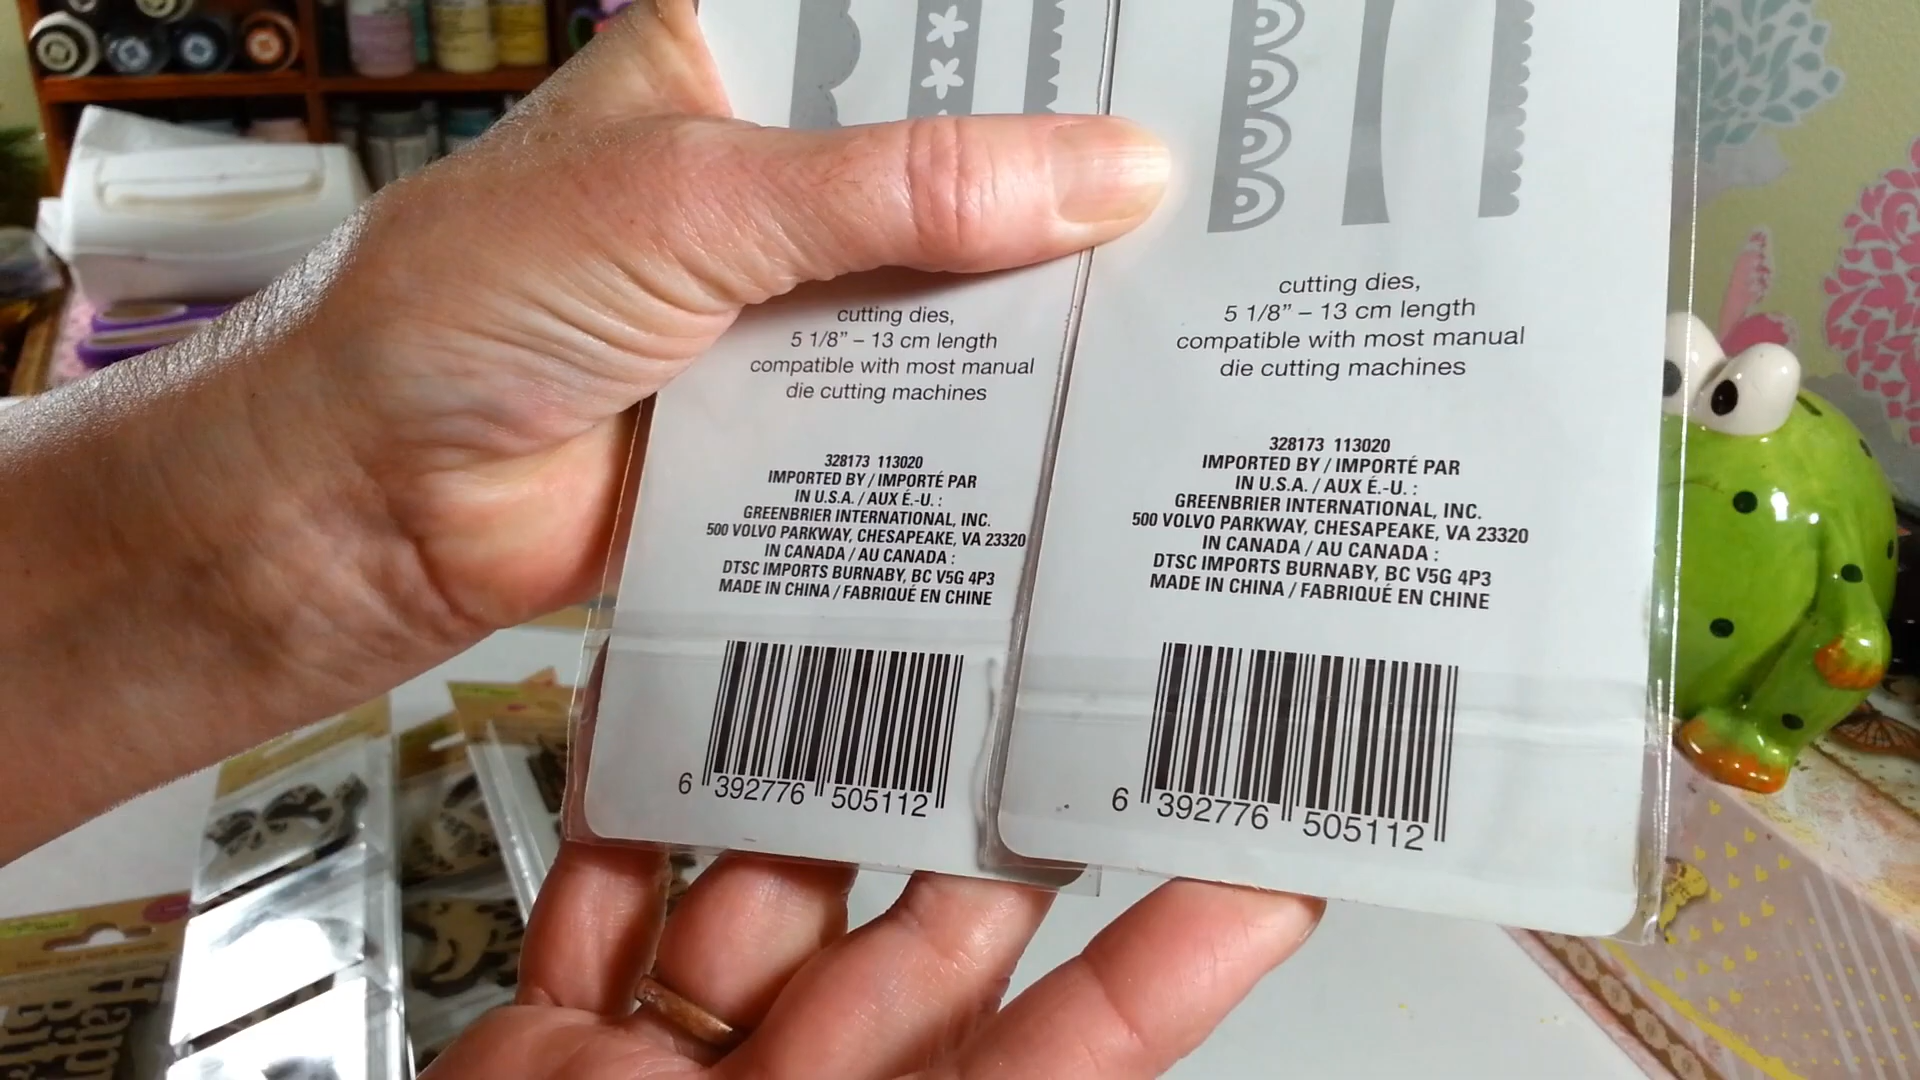 cutting dies,
5 1/8” – 13 cm length
compatible with most manual
die cutting machines
328173 113020
IMPORTED BY / IMPORTÉ PAR
IN U.S.A. / AUX É.-U. :
GREENBRIER INTERNATIONAL, INC.
500 VOLVO PARKWAY, CHESAPEAKE, VA 23320
IN CANADA / AU CANADA :
DTSC IMPORTS BURNABY, BC V5G 4P3
MADE IN CHINA / FABRIQUÉ EN CHINE
6 392776 505112
cutting dies,
5 1/8” – 13 cm length
compatible with most manual
die cutting machines
328173 113020
IMPORTED BY / IMPORTÉ PAR
IN U.S.A. / AUX É.-U. :
GREENBRIER INTERNATIONAL, INC.
500 VOLVO PARKWAY, CHESAPEAKE, VA 23320
IN CANADA / AU CANADA :
DTSC IMPORTS BURNABY, BC V5G 4P3
MADE IN CHINA / FABRIQUÉ EN CHINE
6 392776 505112